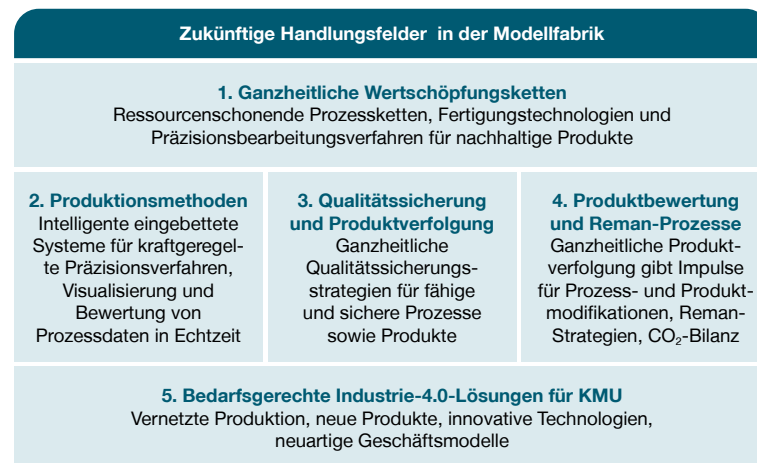 Zukünftige Handlungsfelder in der Modellfabrik
1. Ganzheitliche Wertschöpfungsketten
Ressourcenschonende Prozessketten, Fertigungstechnologien und
Präzisionsbearbeitungsverfahren für nachhaltige Produkte
2. Produktionsmethoden
Intelligente eingebettete
Systeme für kraftgeregel-
te Präzisionsverfahren,
Visualisierung und
Bewertung von
Prozessdaten in Echtzeit
3. Qualitätssicherung
und Produktverfolgung
Ganzheitliche
Qualitätssicherungs-
strategien für fähige
und sichere Prozesse
sowie Produkte
4. Produktbewertung
und Reman-Prozesse
Ganzheitliche Produkt-
verfolgung gibt Impulse
für Prozess- und Produkt-
modifikationen, Reman-
Strategien, CO₂-Bilanz
5. Bedarfsgerechte Industrie-4.0-Lösungen für KMU
Vernetzte Produktion, neue Produkte, innovative Technologien,
neuartige Geschäftsmodelle